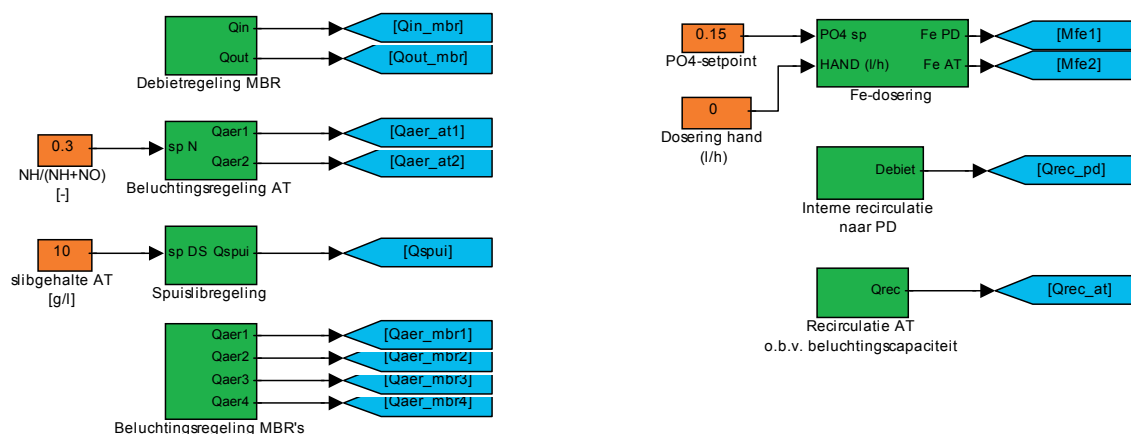 Qin
[Qin_mbr]
Qout
[Qout_mbr]
Debietregeling MBR
0.3
NH/(NH+NO)
[-]
sp N
Qaer1
[Qaer_at1]
Qaer2
[Qaer_at2]
Beluchtingsregeling AT
10
slibgehalte AT
[g/l]
sp DS Qspui
[Qspui]
Spuislibregeling
Qaer1
[Qaer_mbr1]
Qaer2
[Qaer_mbr2]
Qaer3
[Qaer_mbr3]
Qaer4
[Qaer_mbr4]
Beluchtingsregeling MBR's
0.15
PO4-setpoint
0
Dosering hand
(l/h)
PO4 sp
Fe PD
[Mfe1]
HAND (l/h)
Fe AT
[Mfe2]
Fe-dosering
Debiet
[Qrec_pd]
Interne recirculatie
naar PD
Qrec
[Qrec_at]
Recirculatie AT
o.b.v. beluchtingscapaciteit